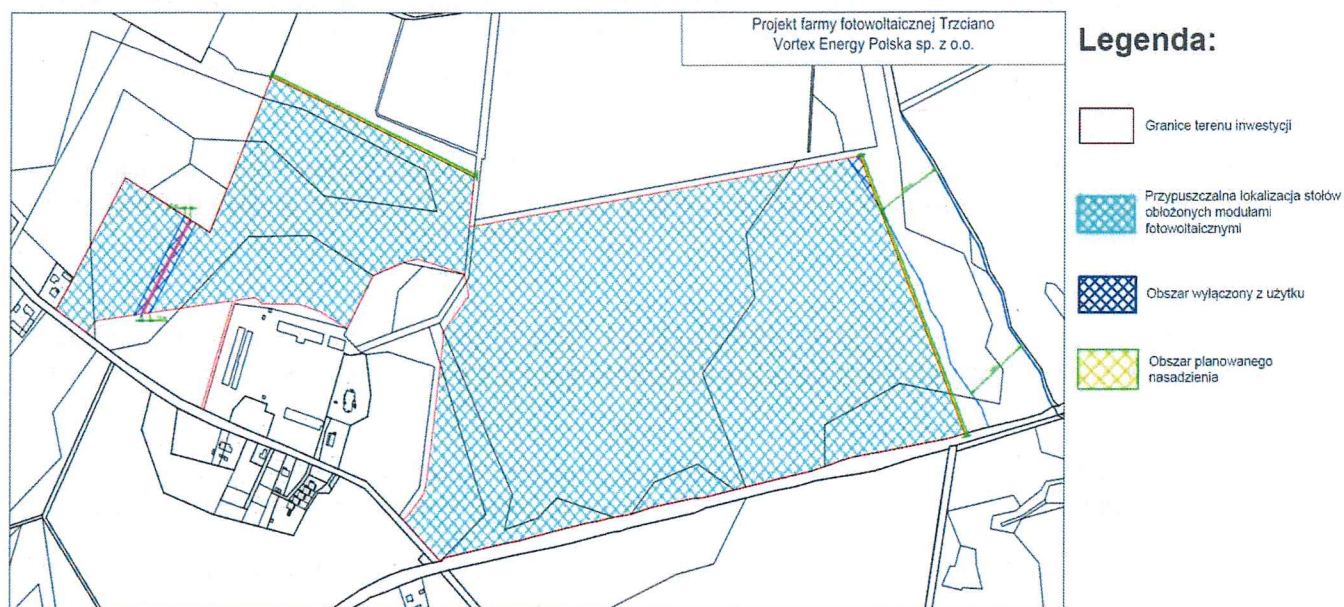 Projekt farmy fotowoltaicznej Trzciano
Vortex Energy Polska sp. z o.o.
Legenda:
Granice terenu inwestycji
Przypuszczalna lokalizacja stołów
obłożonych modułami
fotowoltaicznymi
Obszar wyłączony z użytku
Obszar planowanego
nasadzienia